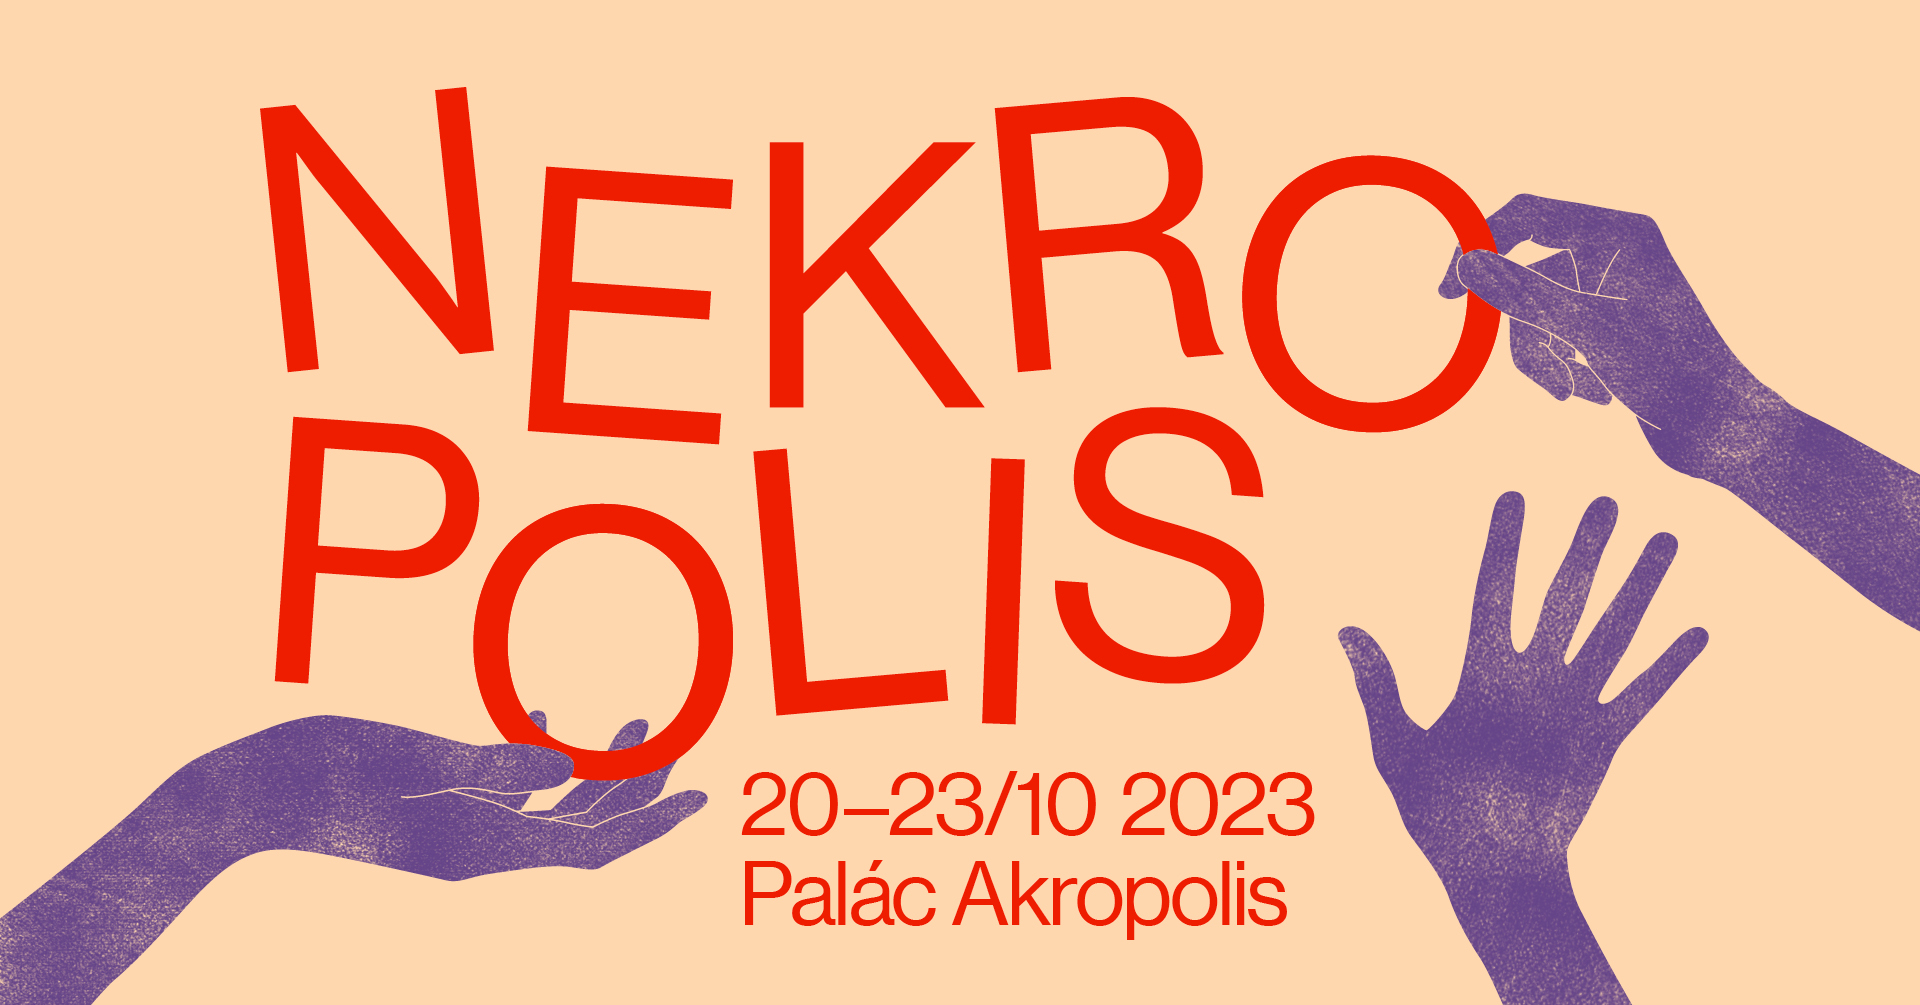 NEKRO
POLIS
20–23/10 2023
Palác Akropolis